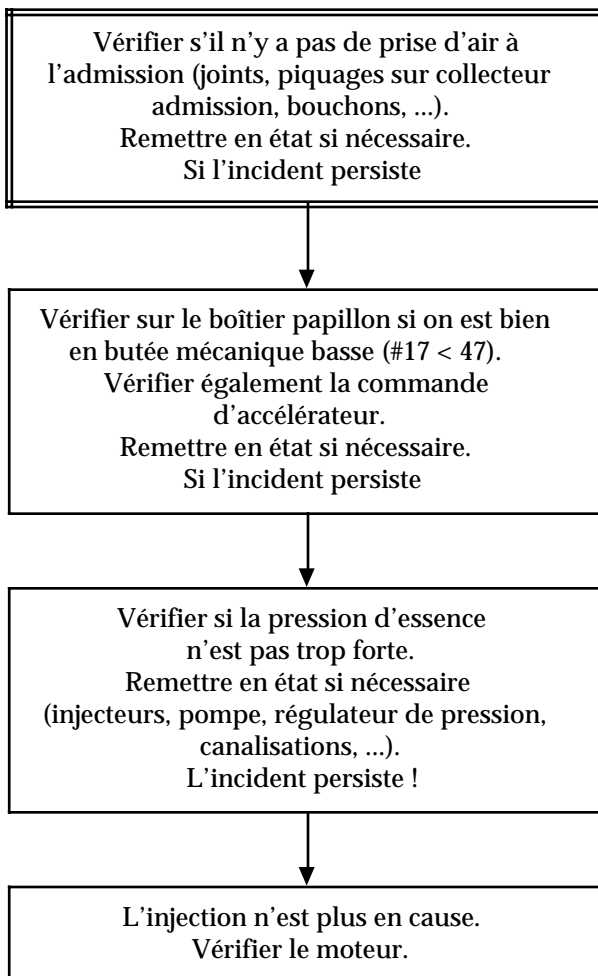 Vérifier s’il n’y a pas de prise d’air à
l’admission (joints, piquages sur collecteur
admission, bouchons, ...).
Remettre en état si nécessaire.
Si l’incident persiste
Vérifier sur le boîtier papillon si on est bien
en butée mécanique basse (#17 < 47).
Vérifier également la commande
d’accélérateur.
Remettre en état si nécessaire.
Si l’incident persiste
Vérifier si la pression d’essence
n’est pas trop forte.
Remettre en état si nécessaire
(injecteurs, pompe, régulateur de pression,
canalisations, ...).
L’incident persiste !
L’injection n’est plus en cause.
Vérifier le moteur.